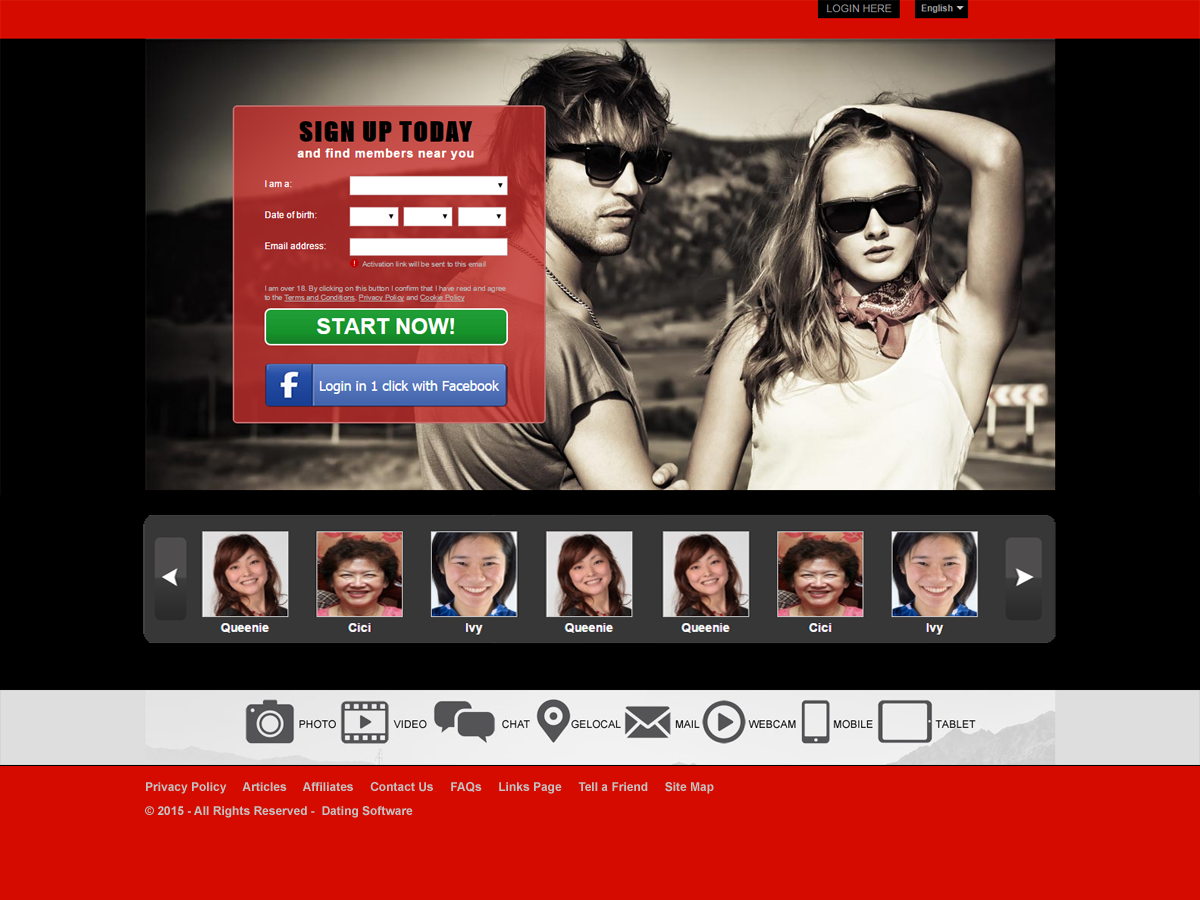 LOGIN HERE
English
SIGN UP TODAY
and find members near you
I am a:
Date of birth:
Email address:
! Activation link will be sent to this email
I am over 18. By clicking on this button I confirm that I have read and agree
to the Terms and Conditions, Privacy Policy and Cookie Policy
START NOW!
f Login in 1 click with Facebook
Queenie Cici Ivy Queenie Queenie Cici Ivy
PHOTO VIDEO CHAT GELOCAL MAIL WEBCAM MOBILE TABLET
Privacy Policy Articles Affiliates Contact Us FAQs Links Page Tell a Friend Site Map
© 2015 - All Rights Reserved - Dating Software